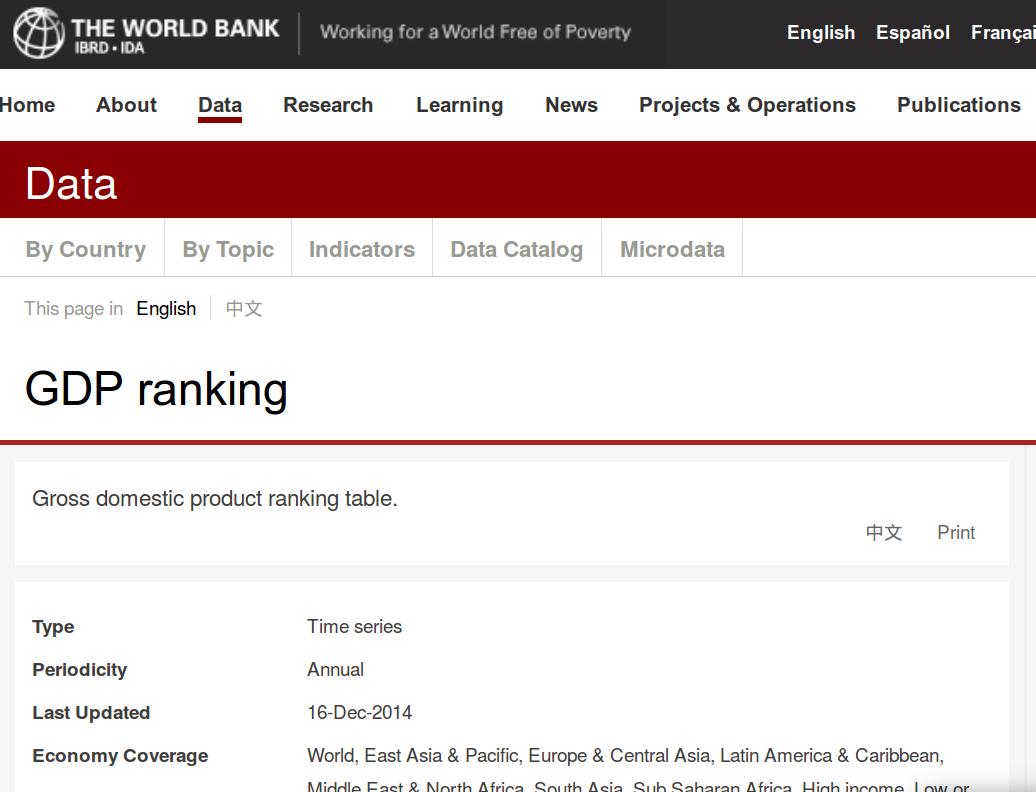 THE WORLD BANK
IBRD • IDA
Working for a World Free of Poverty
English Español Françai
Home About Data Research Learning News Projects & Operations Publications
Data
By Country By Topic Indicators Data Catalog Microdata
This page in English 中文
GDP ranking
Gross domestic product ranking table.
中文 Print
Type Time series
Periodicity Annual
Last Updated 16-Dec-2014
Economy Coverage World, East Asia & Pacific, Europe & Central Asia, Latin America & Caribbean,
Middle East & North Africa, South Asia, Sub Saharan Africa, High income, Low or